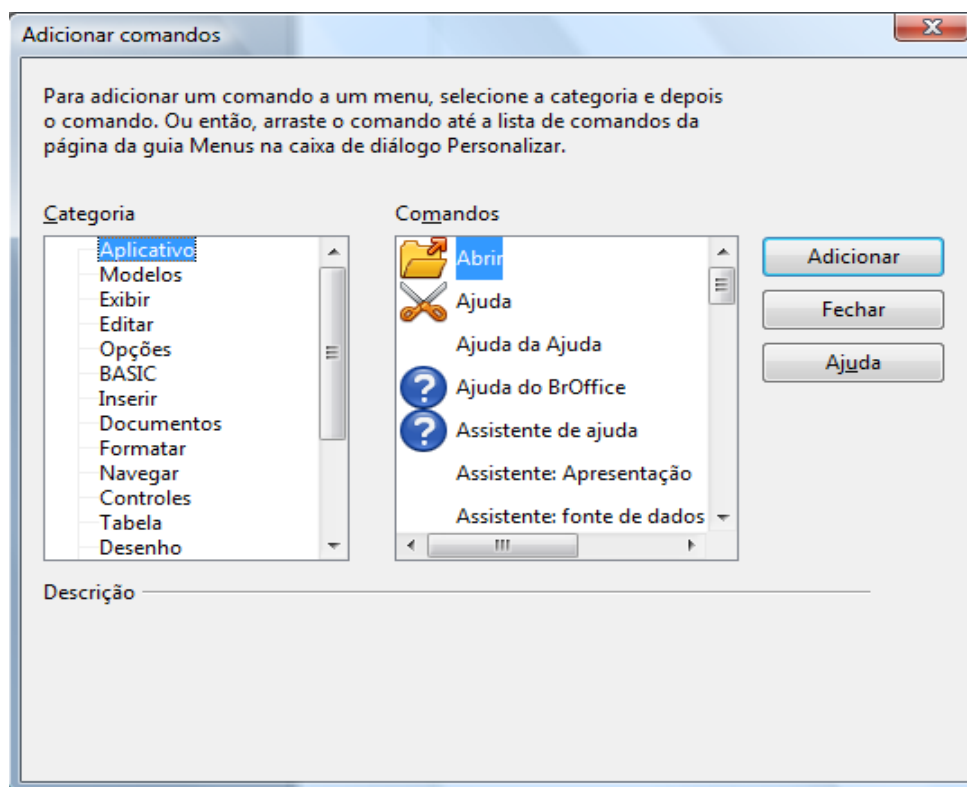 Adicionar comandos
Para adicionar um comando a um menu, selecione a categoria e depois
o comando. Ou então, arraste o comando até a lista de comandos da
página da guia Menus na caixa de diálogo Personalizar.
Categoria
Aplicativo
Modelos
Exibir
Editar
Opções
BASIC
Inserir
Documentos
Formatar
Navegar
Controles
Tabela
Desenho
Comandos
Abrir
Ajuda
Ajuda da Ajuda
Ajuda do BrOffice
Assistente de ajuda
Assistente: Apresentação
Assistente: fonte de dados
Adicionar
Fechar
Ajuda
Descrição